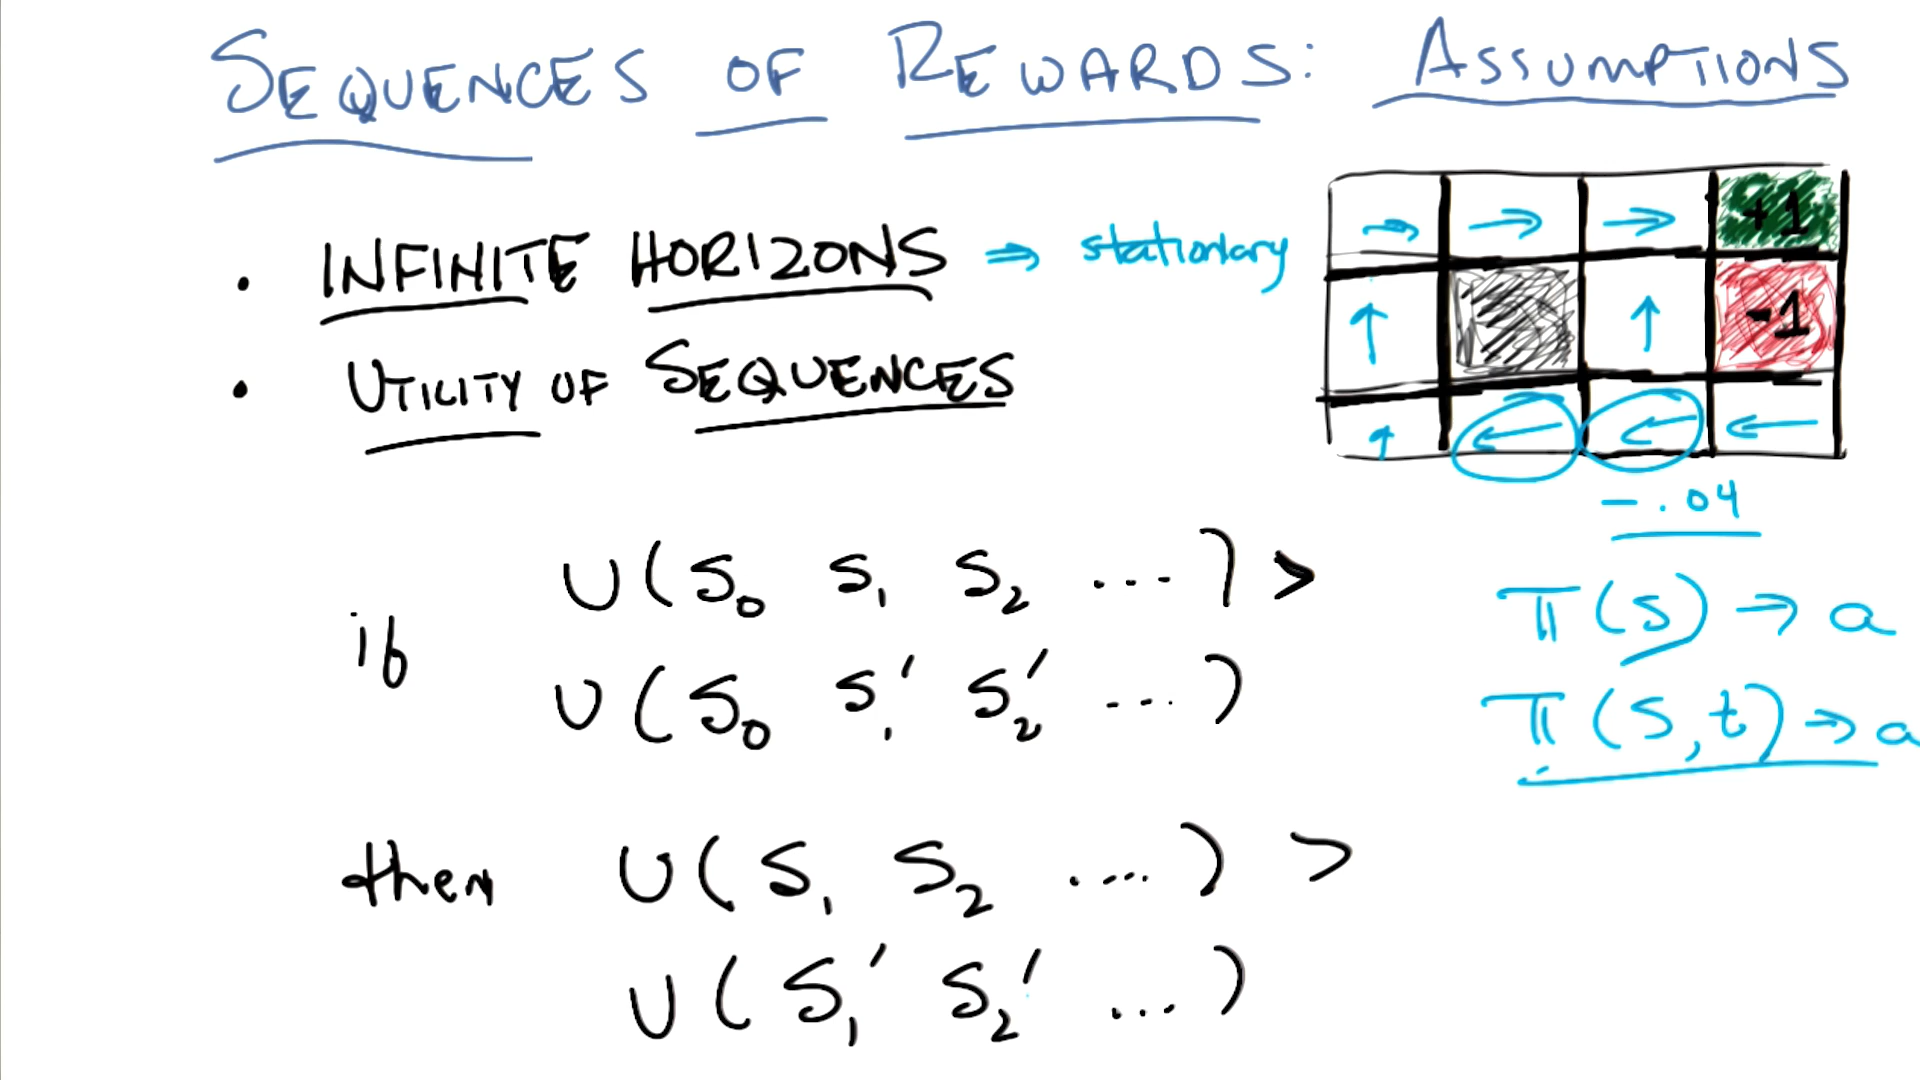 SEQUENCES OF REWARDS: ASSUMPTIONS
. INFINITE HORIZONS ⇒ stationary
. UTILITY OF SEQUENCES
→ → → +1
↑ ↑ -1
↑ ← ← ←
-.04
if U(S₀ S₁ S₂ ...) >
U(S₀ S₁' S₂' ...)
π(s) → a
π(s,t) → a
then U(S₁ S₂ ....) >
U(S₁' S₂' ...)